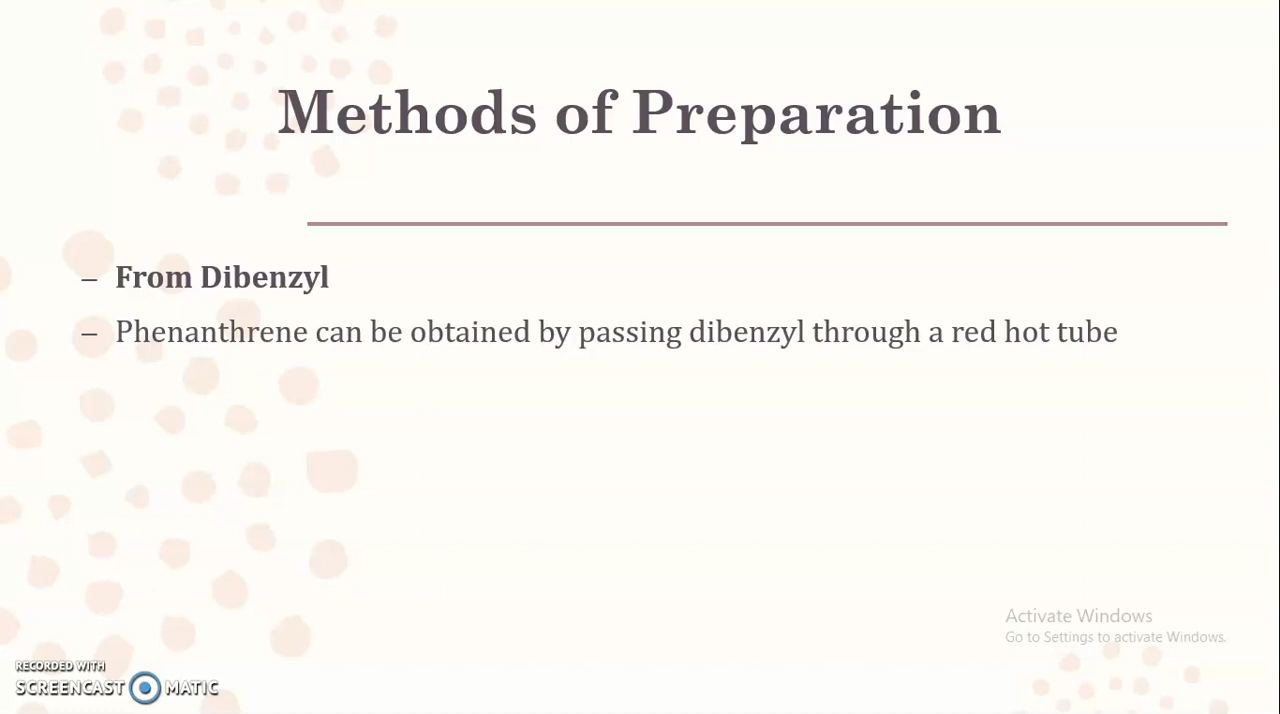 Methods of Preparation
– From Dibenzyl
– Phenanthrene can be obtained by passing dibenzyl through a red hot tube
Activate Windows
Go to Settings to activate Windows.
RECORDED WITH
SCREENCAST MATIC